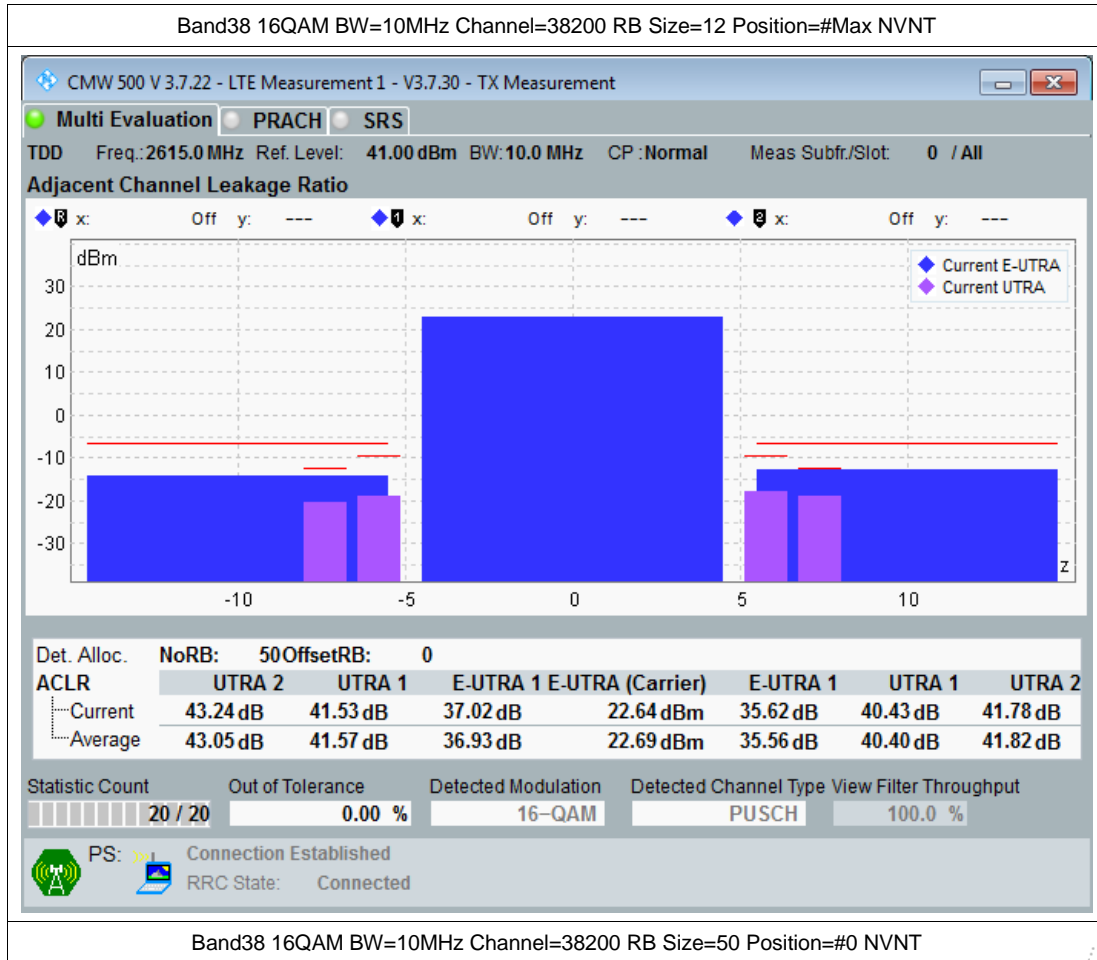 Band38 16QAM BW=10MHz Channel=38200 RB Size=12 Position=#Max NVNT
CMW 500 V 3.7.22 - LTE Measurement 1 - V3.7.30 - TX Measurement
Multi Evaluation PRACH SRS
TDD Freq.: 2615.0 MHz Ref. Level: 41.00 dBm BW: 10.0 MHz CP : Normal Meas Subfr./Slot: 0 / All
Adjacent Channel Leakage Ratio
R x: Off y: --- 1 x: Off y: --- 2 x: Off y: ---
dBm
Current E-UTRA
Current UTRA
30
20
10
0
-10
-20
-30
z
-10 -5 0 5 10
Det. Alloc. NoRB: 50 OffsetRB: 0
ACLR UTRA 2 UTRA 1 E-UTRA 1 E-UTRA (Carrier) E-UTRA 1 UTRA 1 UTRA 2
Current 43.24 dB 41.53 dB 37.02 dB 22.64 dBm 35.62 dB 40.43 dB 41.78 dB
Average 43.05 dB 41.57 dB 36.93 dB 22.69 dBm 35.56 dB 40.40 dB 41.82 dB
Statistic Count Out of Tolerance Detected Modulation Detected Channel Type View Filter Throughput
20 / 20 0.00 % 16-QAM PUSCH 100.0 %
PS: Connection Established
RRC State: Connected
Band38 16QAM BW=10MHz Channel=38200 RB Size=50 Position=#0 NVNT